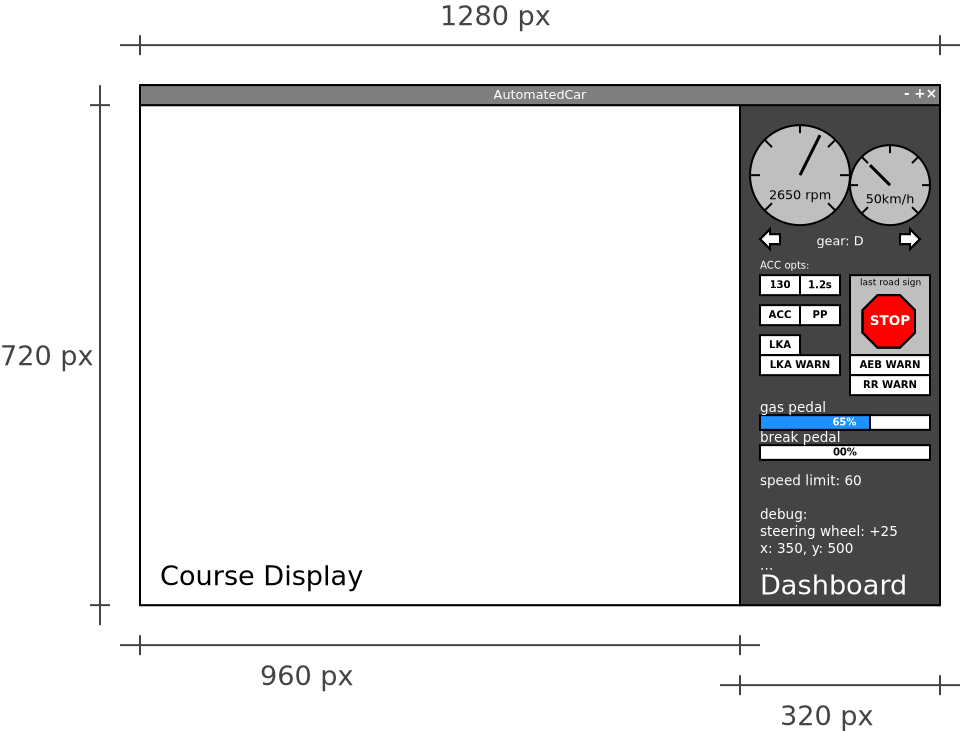 1280 px
AutomatedCar
- +×
2650 rpm
50km/h
gear: D
ACC opts:
130 1.2s
last road sign
ACC PP
STOP
LKA
LKA WARN
AEB WARN
RR WARN
gas pedal
65%
break pedal
00%
speed limit: 60
debug:
steering wheel: +25
x: 350, y: 500
...
Dashboard
720 px
Course Display
960 px
320 px